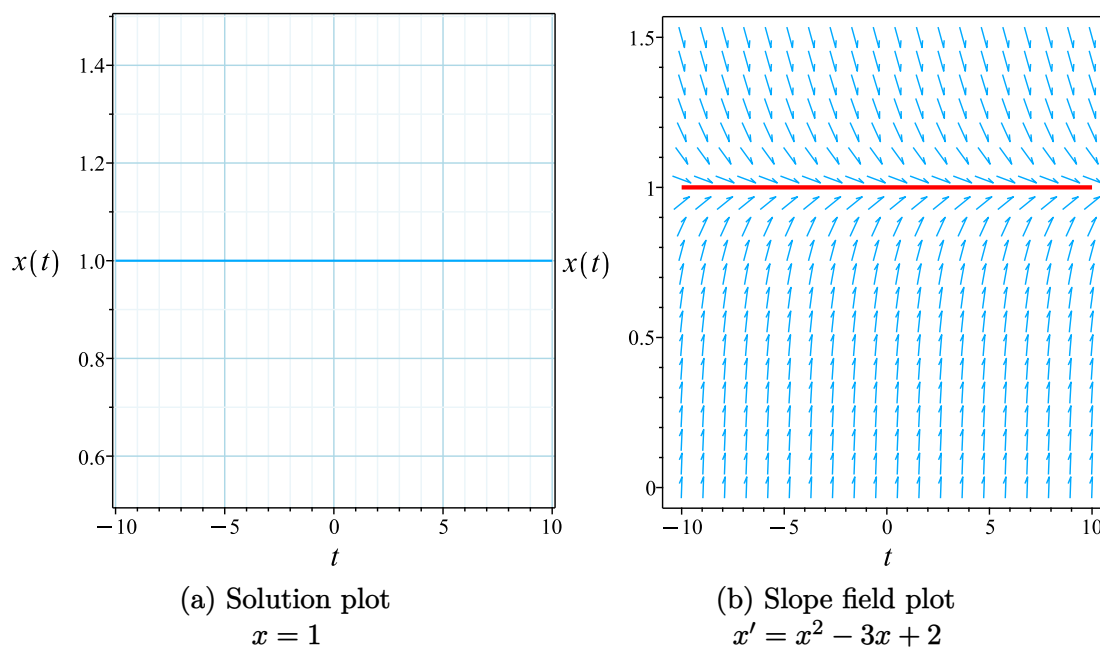 1.4
1.2
x(t) 1.0
0.8
0.6
−10 −5 0 5 10
t
(a) Solution plot
x = 1
1.5
1
x(t)
0.5
0
−10 −5 0 5 10
t
(b) Slope field plot
x′ = x² − 3x + 2